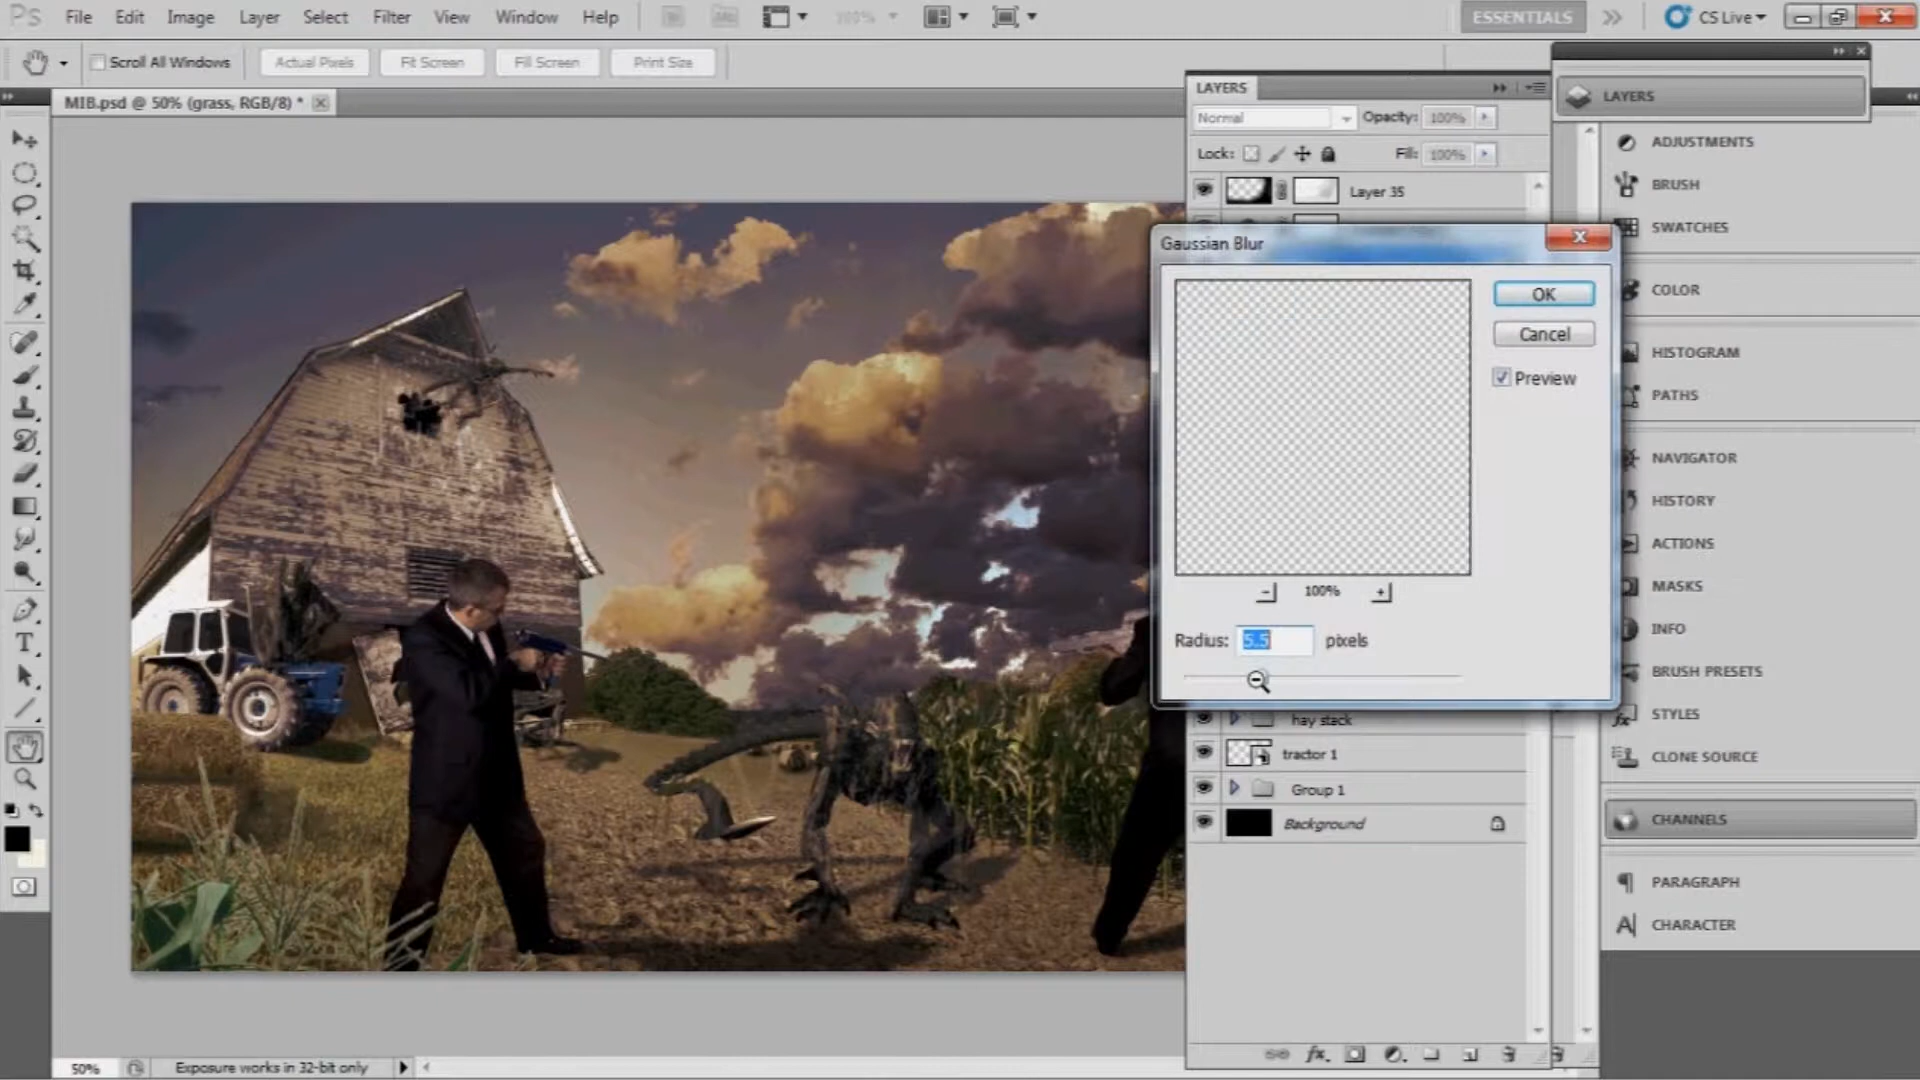 Ps File Edit Image Layer Select Filter View Window Help 100% ESSENTIALS CS Live
Scroll All Windows Actual Pixels Fit Screen Fill Screen Print Size
MIB.psd @ 50% (grass, RGB/8) *
LAYERS
Normal Opacity: 100%
Lock: Fill: 100%
Layer 35
Gaussian Blur
OK
Cancel
Preview
100%
Radius: 5.5 pixels
hay stack
tractor 1
Group 1
Background
LAYERS
ADJUSTMENTS
BRUSH
SWATCHES
COLOR
HISTOGRAM
PATHS
NAVIGATOR
HISTORY
ACTIONS
MASKS
INFO
BRUSH PRESETS
STYLES
CLONE SOURCE
CHANNELS
PARAGRAPH
CHARACTER
50% Exposure works in 32-bit only